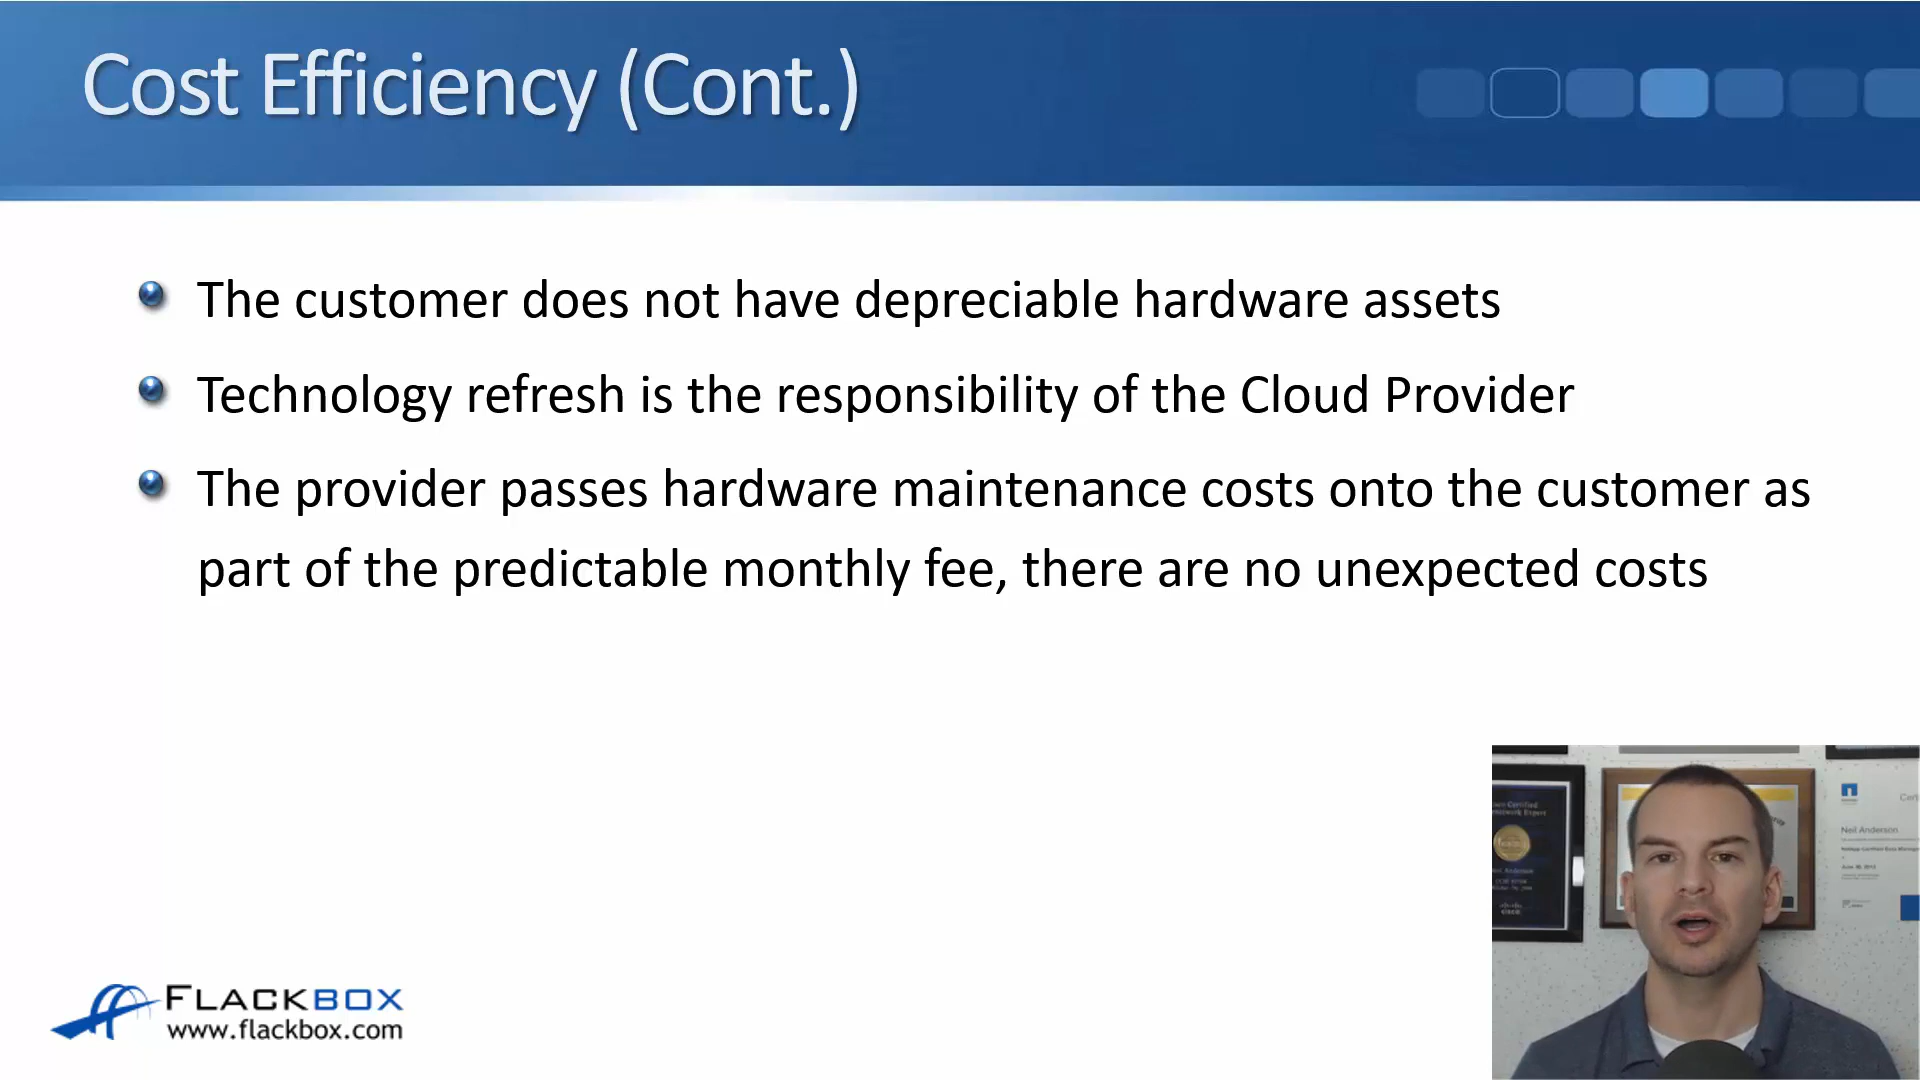 Cost Efficiency (Cont.)
The customer does not have depreciable hardware assets
Technology refresh is the responsibility of the Cloud Provider
The provider passes hardware maintenance costs onto the customer as
part of the predictable monthly fee, there are no unexpected costs
Neil Anderson
FLACKBOX
www.flackbox.com